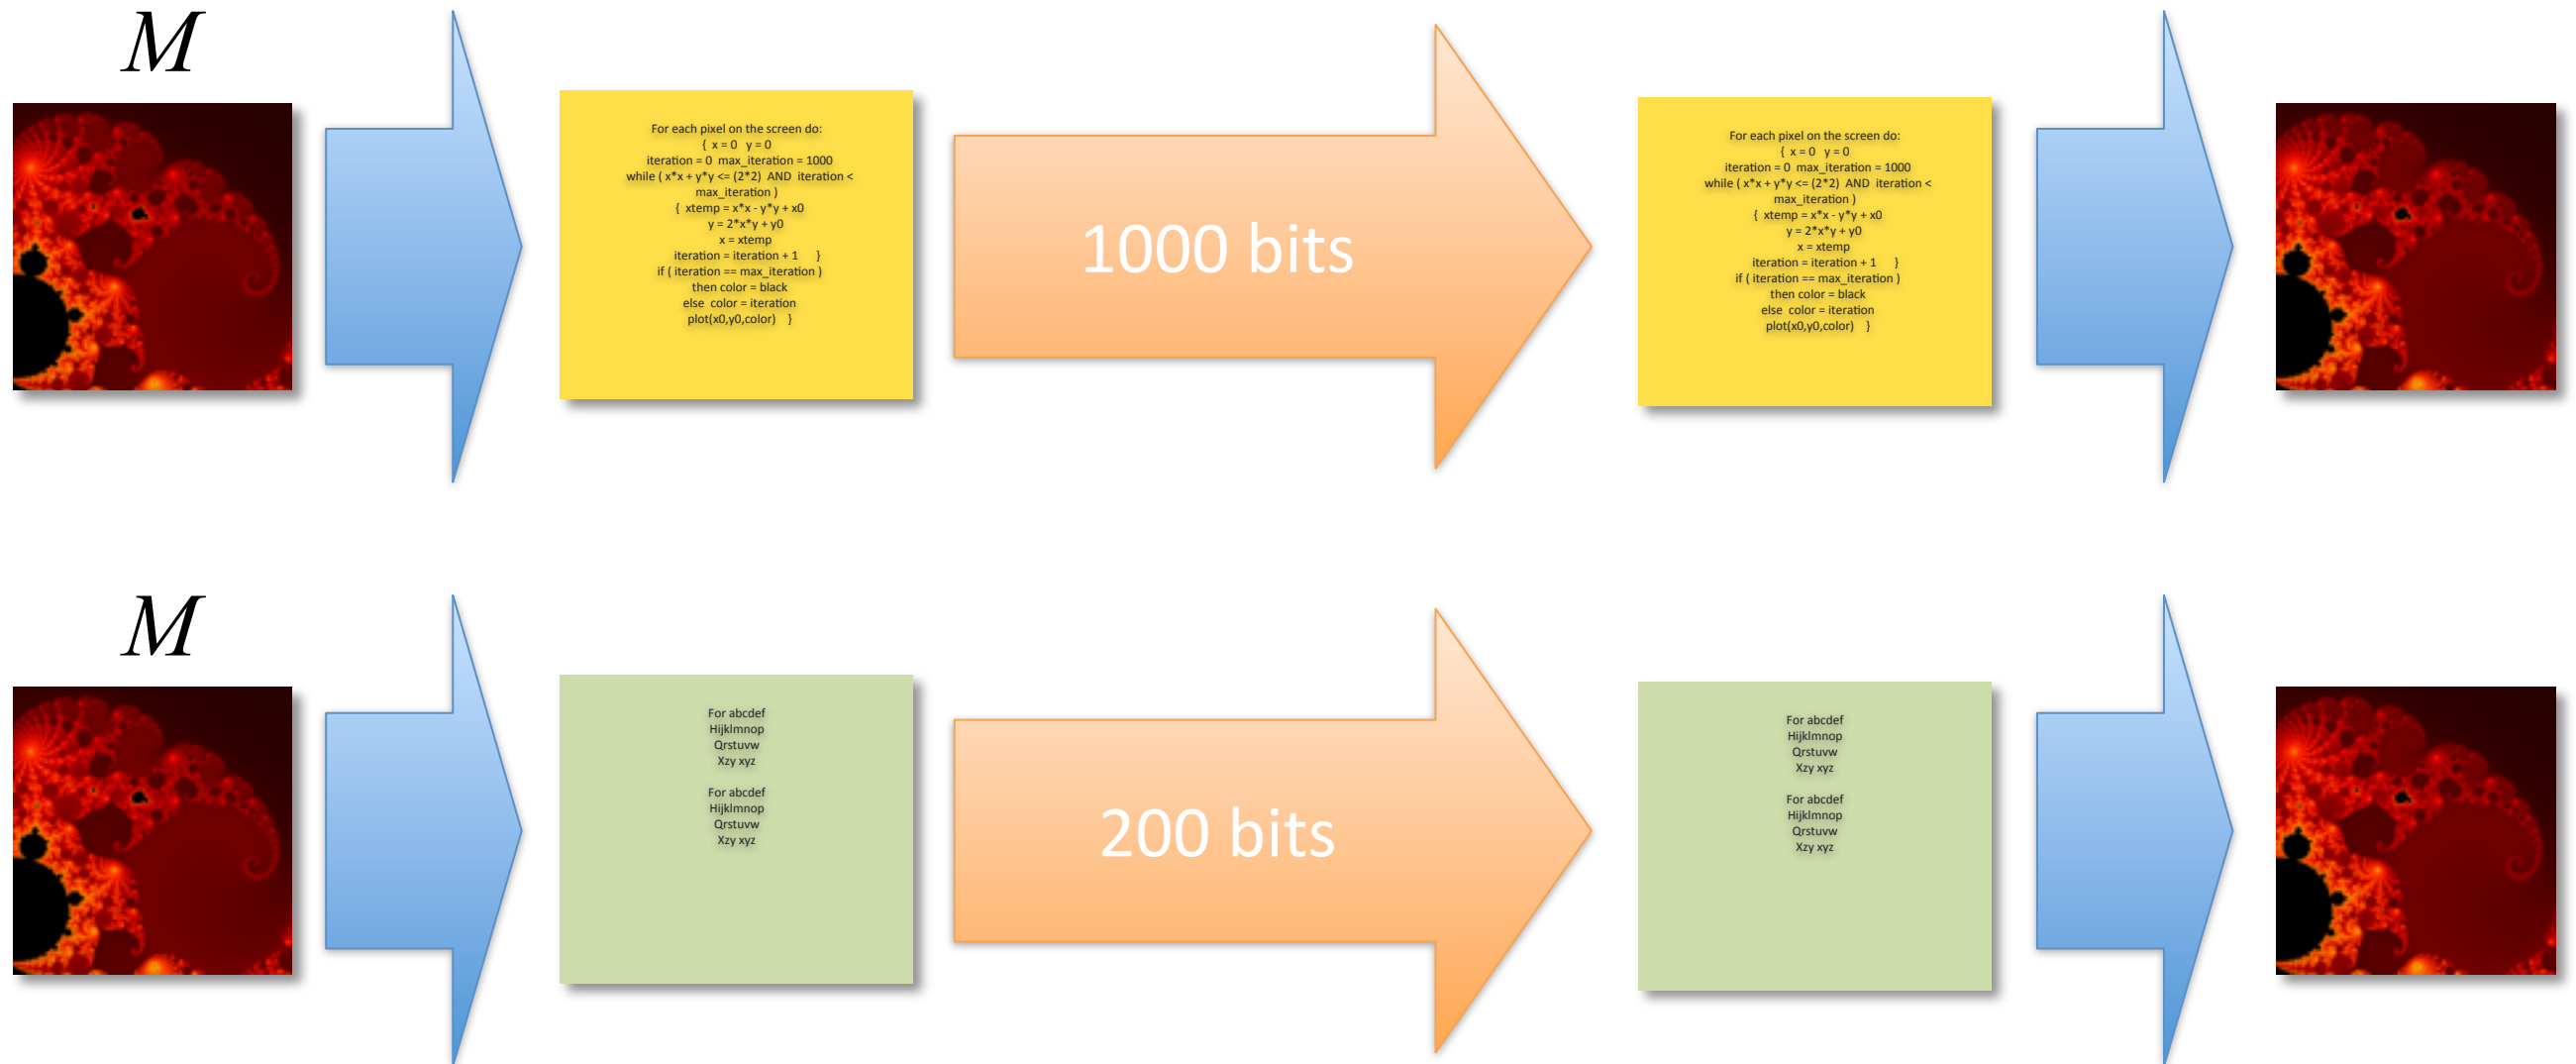 M
For each pixel on the screen do:
{ x = 0 y = 0
iteration = 0 max_iteration = 1000
while ( x*x + y*y <= (2*2) AND iteration <
max_iteration )
{ xtemp = x*x - y*y + x0
y = 2*x*y + y0
x = xtemp
iteration = iteration + 1 }
if ( iteration == max_iteration )
then color = black
else color = iteration
plot(x0,y0,color) }
1000 bits
For each pixel on the screen do:
{ x = 0 y = 0
iteration = 0 max_iteration = 1000
while ( x*x + y*y <= (2*2) AND iteration <
max_iteration )
{ xtemp = x*x - y*y + x0
y = 2*x*y + y0
x = xtemp
iteration = iteration + 1 }
if ( iteration == max_iteration )
then color = black
else color = iteration
plot(x0,y0,color) }
M
For abcdef
Hijklmnop
Qrstuvw
Xzy xyz
For abcdef
Hijklmnop
Qrstuvw
Xzy xyz
200 bits
For abcdef
Hijklmnop
Qrstuvw
Xzy xyz
For abcdef
Hijklmnop
Qrstuvw
Xzy xyz